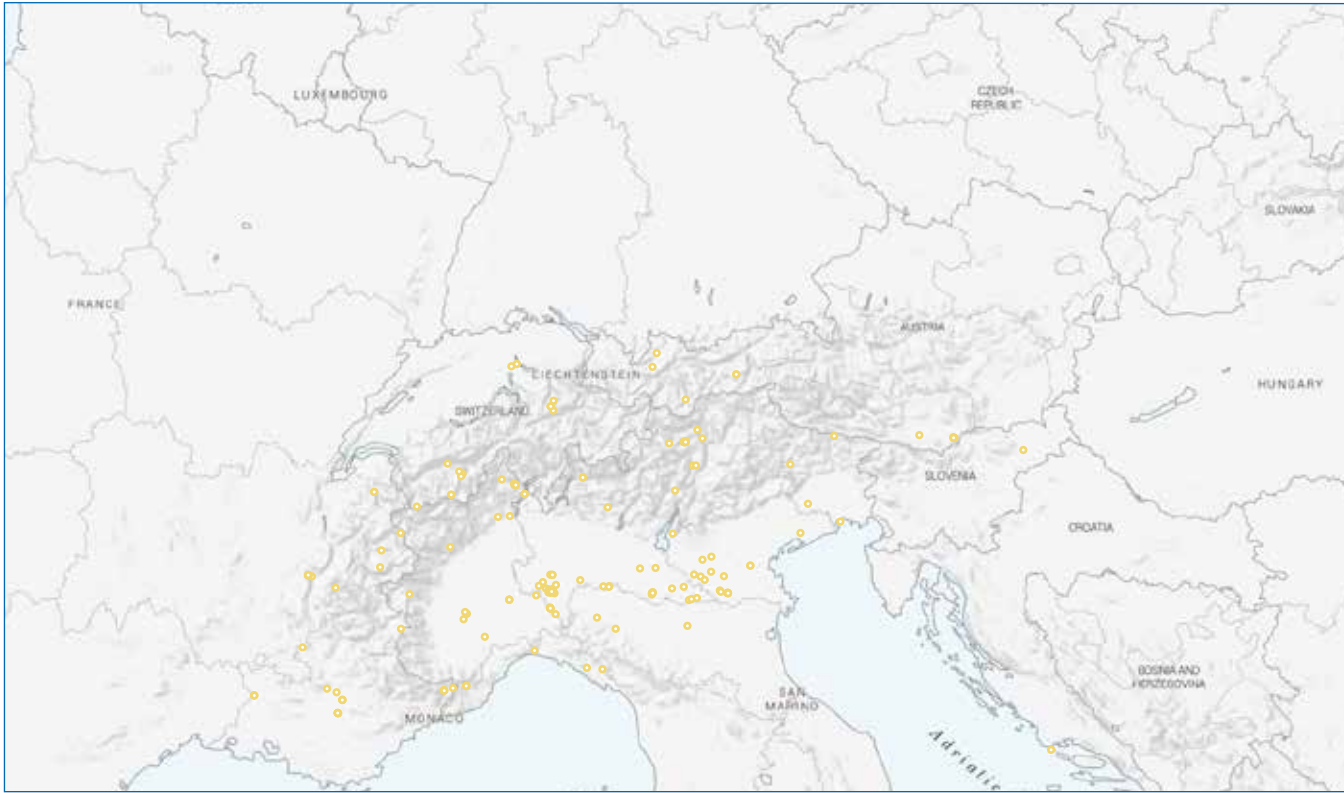 LUXEMBOURG
CZECH
REPUBLIC
SLOVAKIA
FRANCE
AUSTRIA
LIECHTENSTEIN
HUNGARY
SWITZERLAND
SLOVENIA
CROATIA
BOSNIA AND
HERZEGOVINA
SAN
MARINO
MONACO
Adriatic